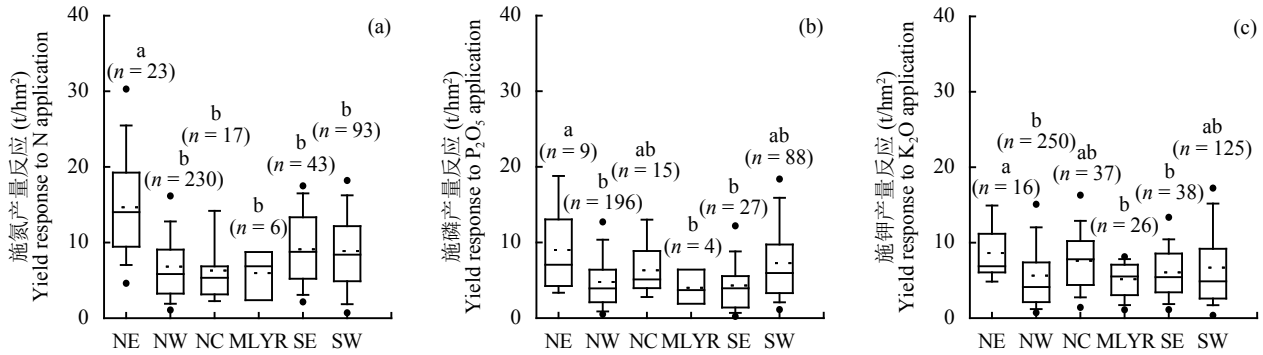 施氮产量反应 (t/hm²)
Yield response to N application
40
30
20
10
0
(a)
a
(n = 23)
b
(n = 230)
b
(n = 17)
b
(n = 6)
b
(n = 43)
b
(n = 93)
NE NW NC MLYR SE SW
施磷产量反应 (t/hm²)
Yield response to P₂O₅ application
40
30
20
10
0
(b)
a
(n = 9)
b
(n = 196)
ab
(n = 15)
b
(n = 4)
b
(n = 27)
ab
(n = 88)
NE NW NC MLYR SE SW
施钾产量反应 (t/hm²)
Yield response to K₂O application
40
30
20
10
0
(c)
a
(n = 16)
b
(n = 250)
ab
(n = 37)
b
(n = 26)
b
(n = 38)
ab
(n = 125)
NE NW NC MLYR SE SW